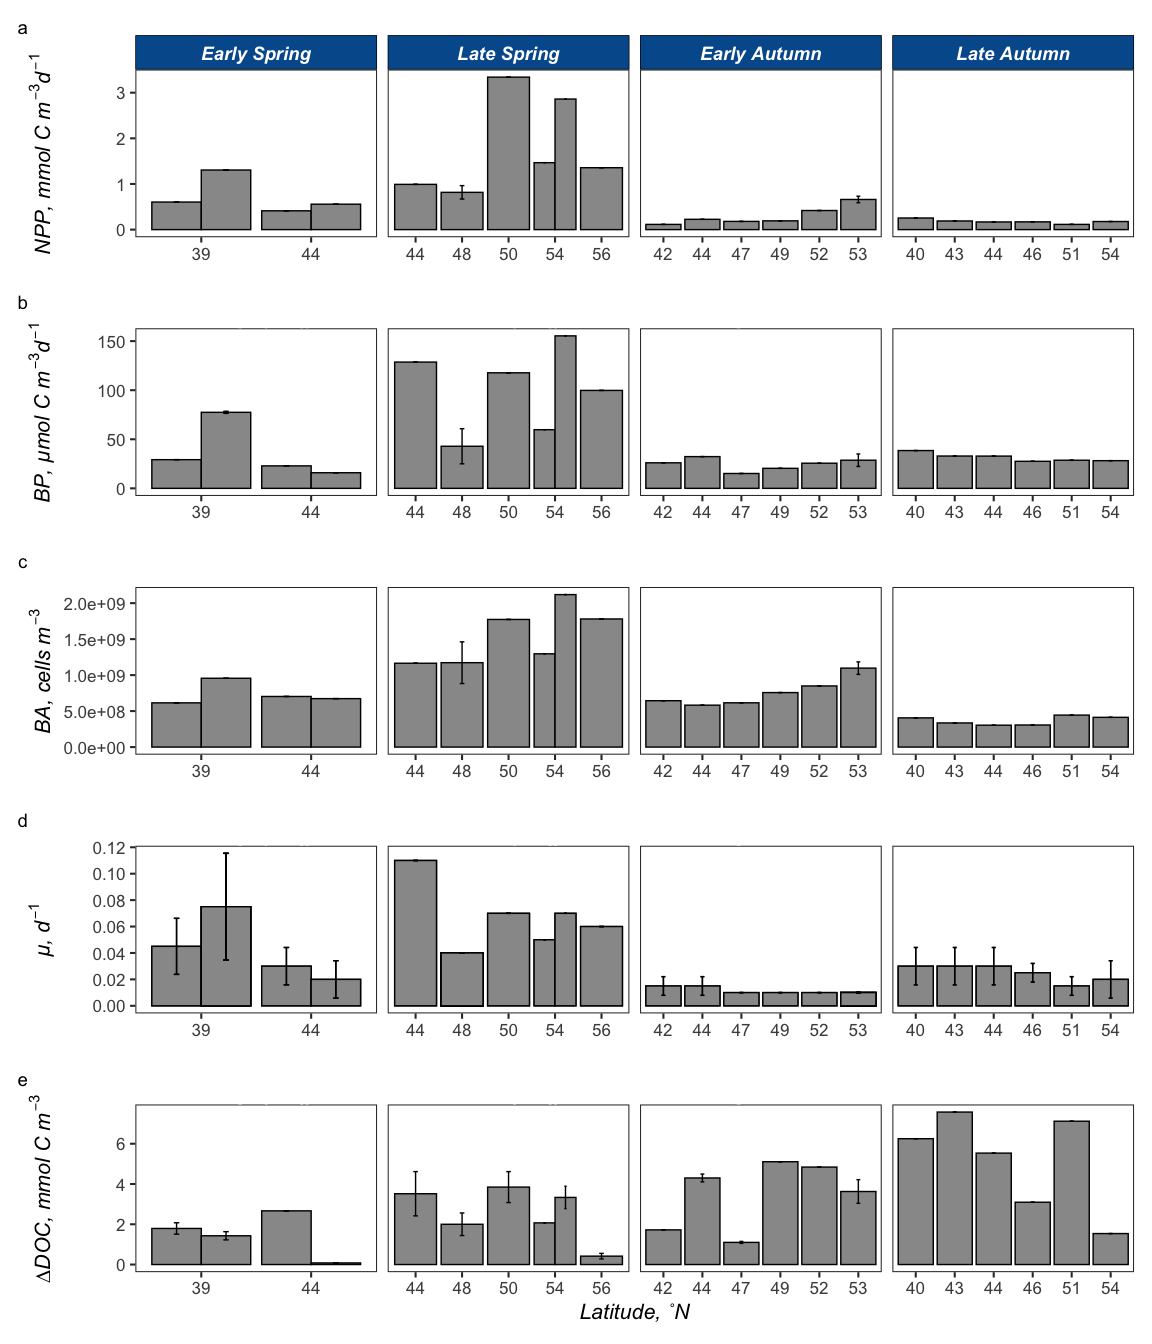 a
Early Spring Late Spring Early Autumn Late Autumn
NPP, mmol C m⁻³d⁻¹
3
2
1
0
39 44 44 48 50 54 56 42 44 47 49 52 53 40 43 44 46 51 54
b
BP, μmol C m⁻³d⁻¹
150
100
50
0
39 44 44 48 50 54 56 42 44 47 49 52 53 40 43 44 46 51 54
c
BA, cells m⁻³
2.0e+09
1.5e+09
1.0e+09
5.0e+08
0.0e+00
39 44 44 48 50 54 56 42 44 47 49 52 53 40 43 44 46 51 54
d
μ, d⁻¹
0.12
0.10
0.08
0.06
0.04
0.02
0.00
39 44 44 48 50 54 56 42 44 47 49 52 53 40 43 44 46 51 54
e
ΔDOC, mmol C m⁻³
6
4
2
0
39 44 44 48 50 54 56 42 44 47 49 52 53 40 43 44 46 51 54
Latitude, ˚N